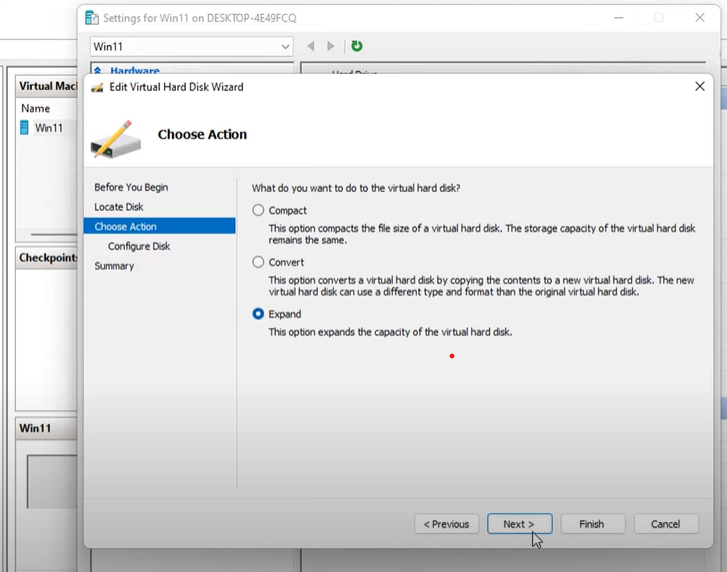 Settings for Win11 on DESKTOP-4E49FCQ
Win11
Hardware
Hard Drive
Virtual Mac
Name
Win11
Checkpoints
Win11
Edit Virtual Hard Disk Wizard
Choose Action
Before You Begin
Locate Disk
Choose Action
Configure Disk
Summary
What do you want to do to the virtual hard disk?
Compact
This option compacts the file size of a virtual hard disk. The storage capacity of the virtual hard disk
remains the same.
Convert
This option converts a virtual hard disk by copying the contents to a new virtual hard disk. The new
virtual hard disk can use a different type and format than the original virtual hard disk.
Expand
This option expands the capacity of the virtual hard disk.
< Previous
Next >
Finish
Cancel